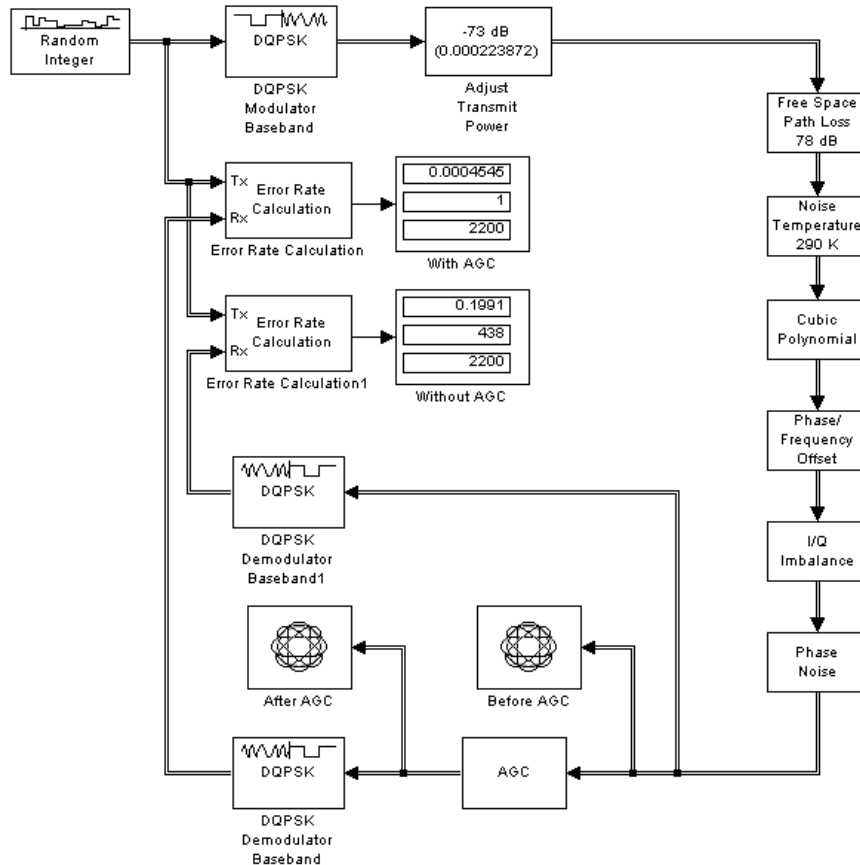 Random
Integer
DQPSK
DQPSK
Modulator
Baseband
-73 dB
(0.000223872)
Adjust
Transmit
Power
Free Space
Path Loss
78 dB
Noise
Temperature
290 K
Cubic
Polynomial
Phase/
Frequency
Offset
I/Q
Imbalance
Phase
Noise
Tx
Rx
Error Rate
Calculation
Error Rate Calculation
0.0004545
1
2200
With AGC
Tx
Rx
Error Rate
Calculation
Error Rate Calculation1
0.1991
438
2200
Without AGC
DQPSK
DQPSK
Demodulator
Baseband1
After AGC
Before AGC
DQPSK
DQPSK
Demodulator
Baseband
AGC